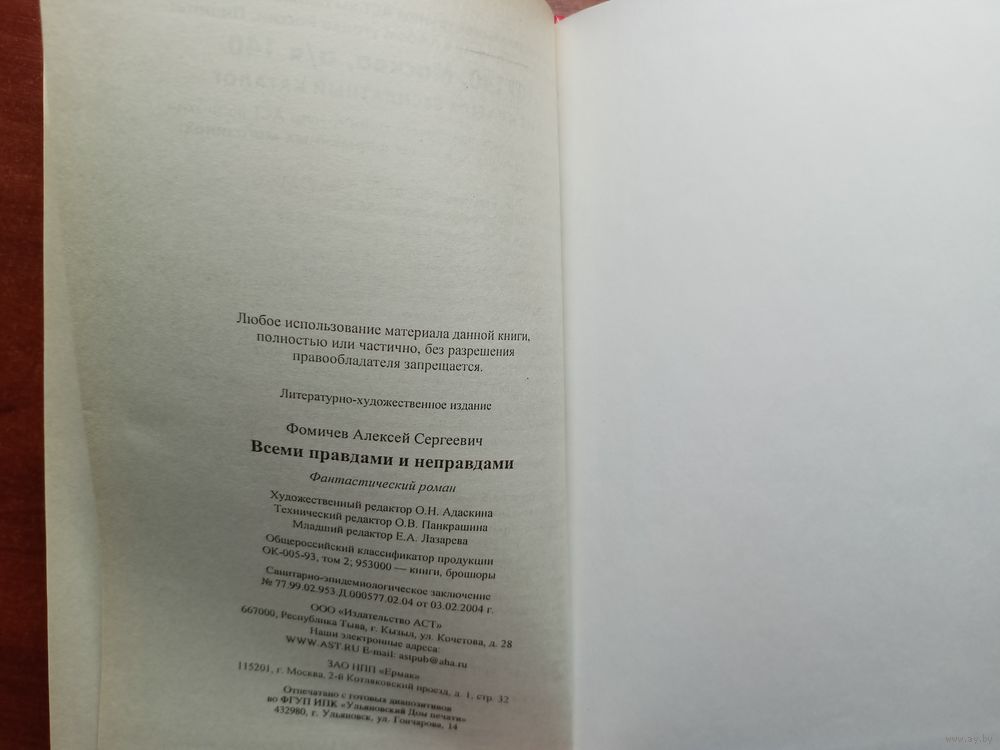 Любое использование материала данной книги,
полностью или частично, без разрешения
правообладателя запрещается.
Литературно-художественное издание
Фомичев Алексей Сергеевич
Всеми правдами и неправдами
Фантастический роман
Художественный редактор О.Н. Адаскина
Технический редактор О.В. Панкрашина
Младший редактор Е.А. Лазарева
Общероссийский классификатор продукции
ОК-005-93, том 2; 953000 — книги, брошюры
Санитарно-эпидемиологическое заключение
№ 77.99.02.953.Д.000577.02.04 от 03.02.2004 г.
ООО «Издательство АСТ»
667000, Республика Тыва, г. Кызыл, ул. Кочетова, д. 28
Наши электронные адреса:
WWW.AST.RU E-mail: astpub@aha.ru
ЗАО НПП «Ермак»
115201, г. Москва, 2-й Котляковский проезд, д. 1, стр. 32
Отпечатано с готовых диапозитивов
во ФГУП ИПК «Ульяновский Дом печати»
432980, г. Ульяновск, ул. Гончарова, 14
www.ay.by